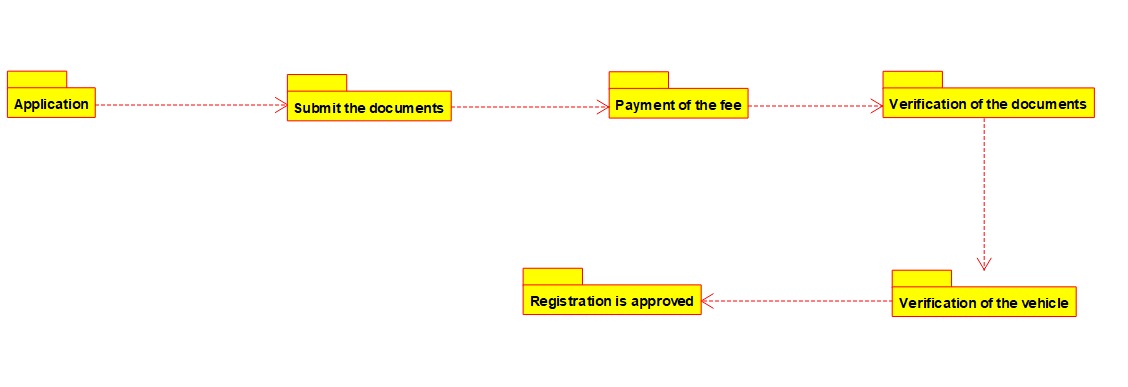 Application
Submit the documents
Payment of the fee
Verification of the documents
Verification of the vehicle
Registration is approved